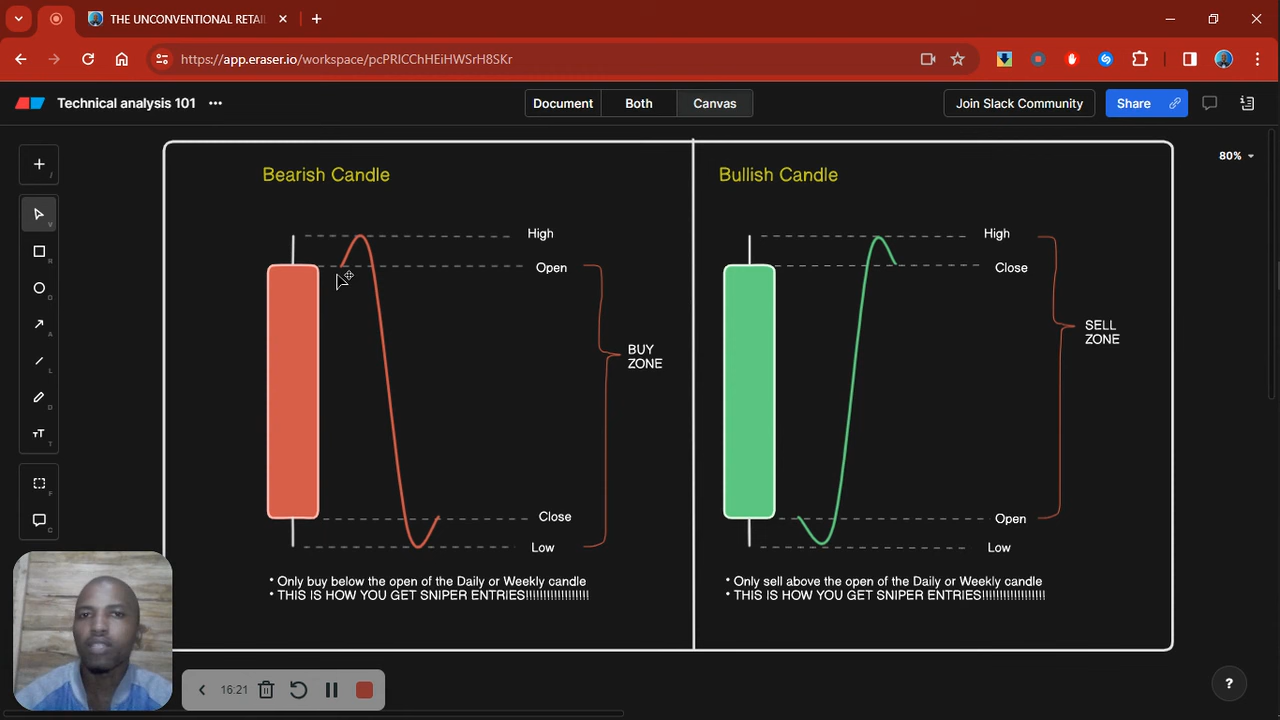 THE UNCONVENTIONAL RETAI
https://app.eraser.io/workspace/pcPRICChHEiHWSrH8SKr
Technical analysis 101
Document
Both
Canvas
Join Slack Community
Share
80%
Bearish Candle
High
Open
BUY
ZONE
Close
Low
* Only buy below the open of the Daily or Weekly candle
* THIS IS HOW YOU GET SNIPER ENTRIES!!!!!!!!!!!!!!!!!!
Bullish Candle
High
Close
SELL
ZONE
Open
Low
* Only sell above the open of the Daily or Weekly candle
* THIS IS HOW YOU GET SNIPER ENTRIES!!!!!!!!!!!!!!!!!!
16:21
?